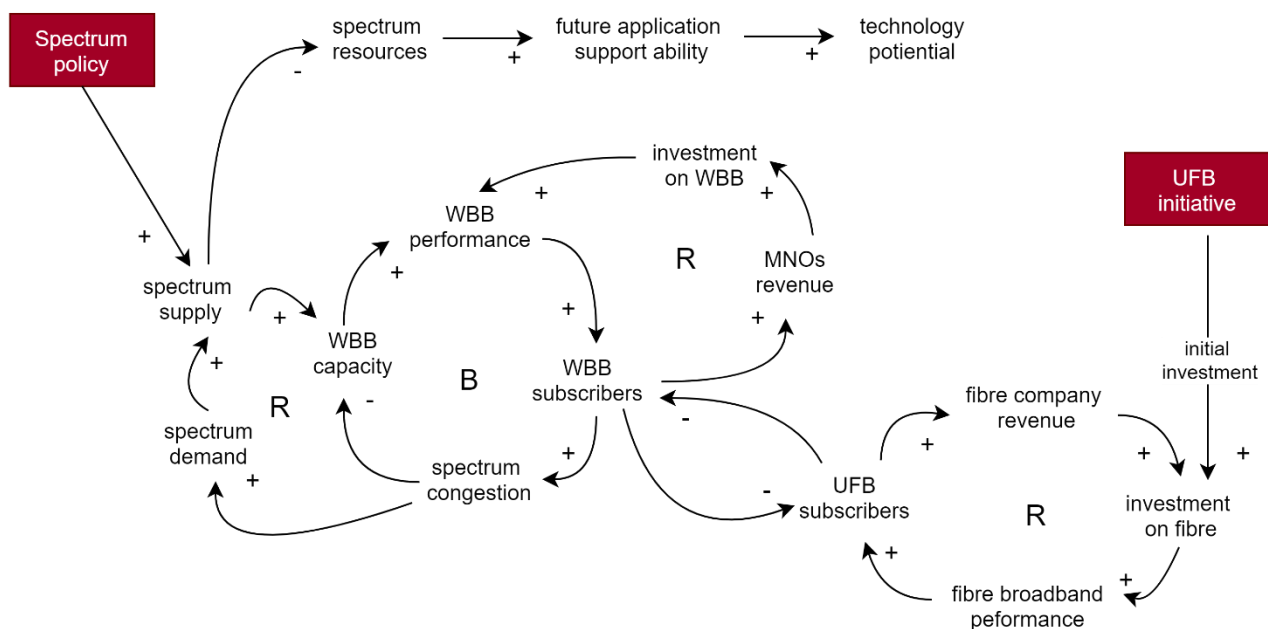 Spectrum
policy
spectrum
resources
+
future application
support ability
+
technology
potiential
-
investment
on WBB
+
+
UFB
initiative
WBB
performance
+
R
MNOs
revenue
+
+
spectrum
supply
+
+
WBB
capacity
+
initial
investment
+
B
WBB
subscribers
-
R
-
fibre company
revenue
+
+
+
spectrum
demand
+
spectrum
congestion
+
-
UFB
subscribers
R
investment
on fibre
+
+
fibre broadband
peformance